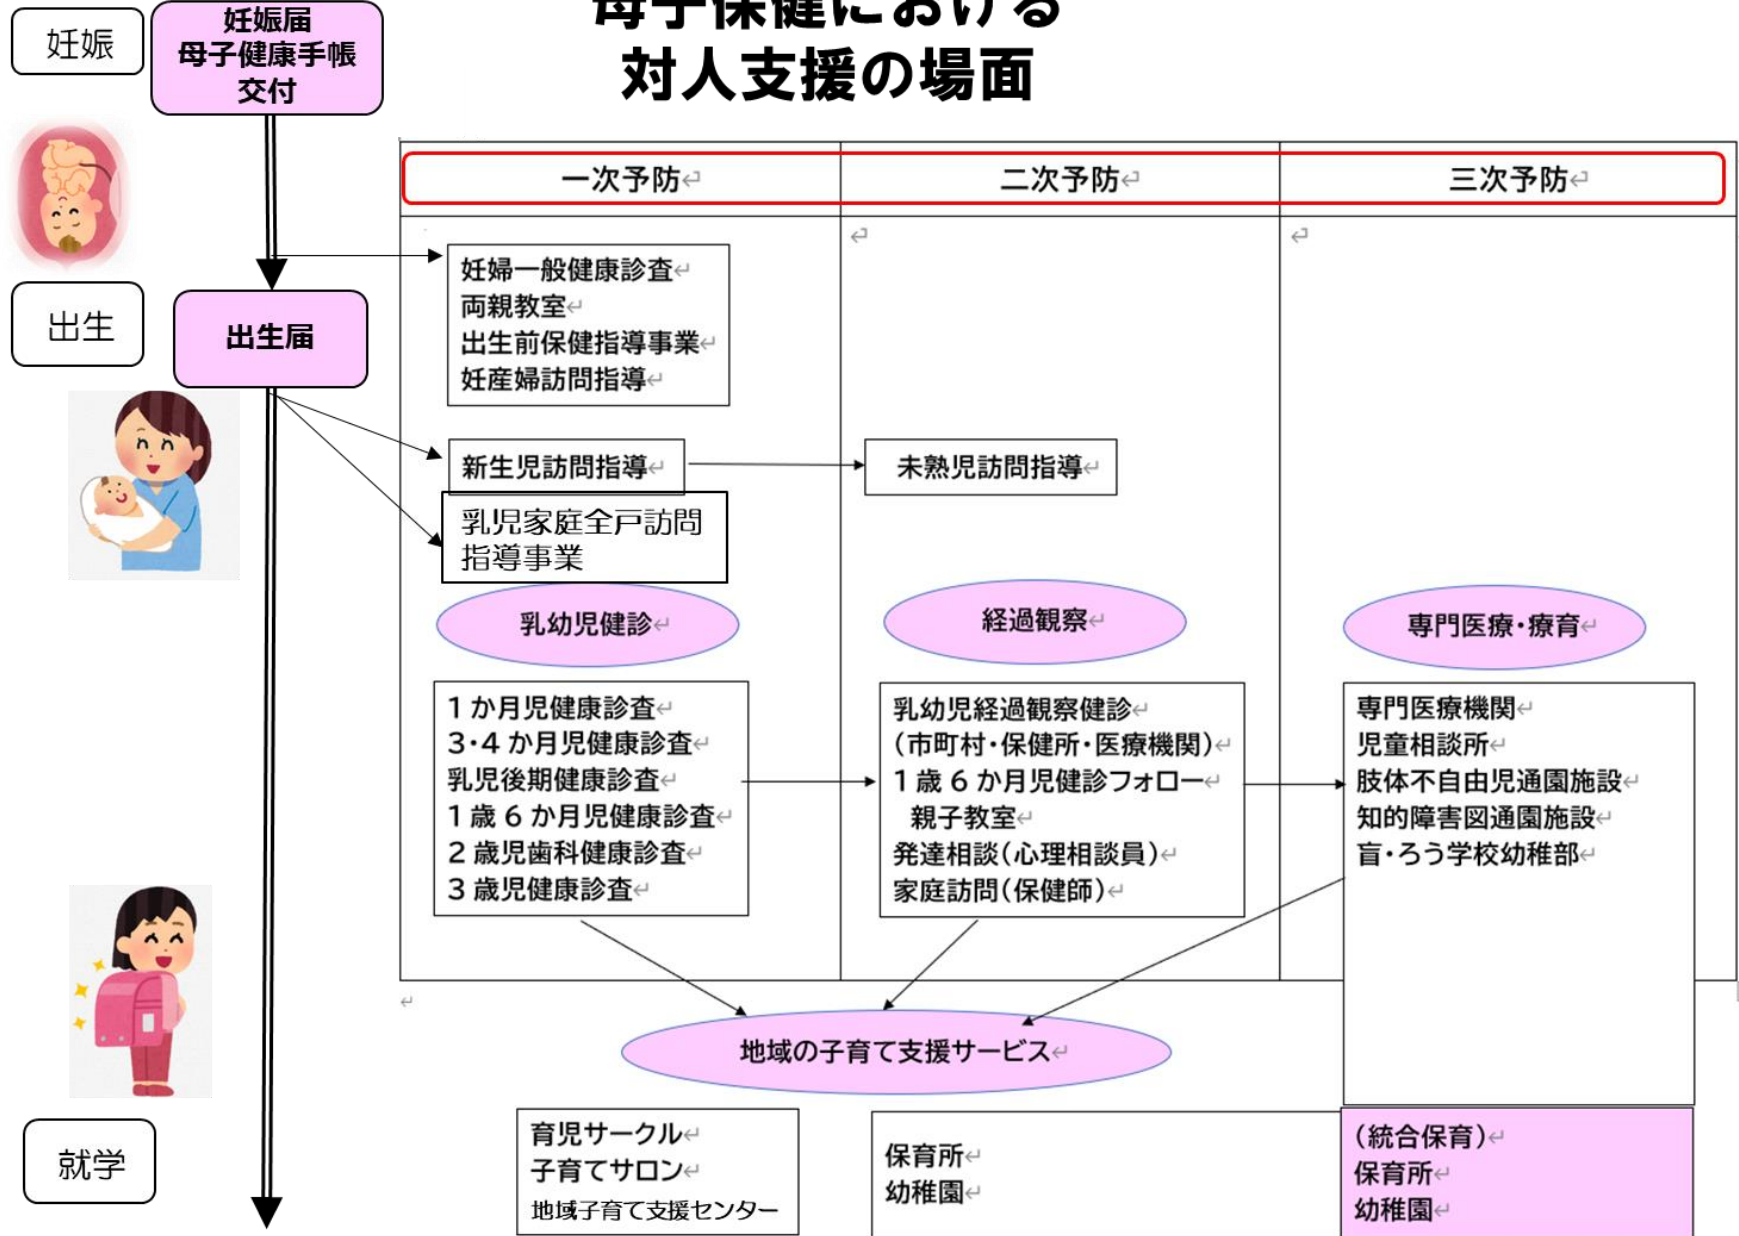 母子保健における
対人支援の場面
妊娠
妊娠届
母子健康手帳
交付
出生
出生届
就学
一次予防↵
二次予防↵
三次予防↵
妊婦一般健康診査↵
両親教室↵
出生前保健指導事業↵
妊産婦訪問指導↵
新生児訪問指導↵
未熟児訪問指導↵
乳児家庭全戸訪問
指導事業
乳幼児健診↵
経過観察↵
専門医療・療育↵
1か月児健康診査↵
3・4か月児健康診査↵
乳児後期健康診査↵
1歳6か月児健康診査↵
2歳児歯科健康診査↵
3歳児健康診査↵
乳幼児経過観察健診↵
(市町村・保健所・医療機関)↵
1歳6か月児健診フォロー↵
親子教室↵
発達相談(心理相談員)↵
家庭訪問(保健師)↵
専門医療機関↵
児童相談所↵
肢体不自由児通園施設↵
知的障害図通園施設↵
盲・ろう学校幼稚部↵
地域の子育て支援サービス↵
育児サークル↵
子育てサロン↵
地域子育て支援センター
保育所↵
幼稚園↵
(統合保育)↵
保育所↵
幼稚園↵